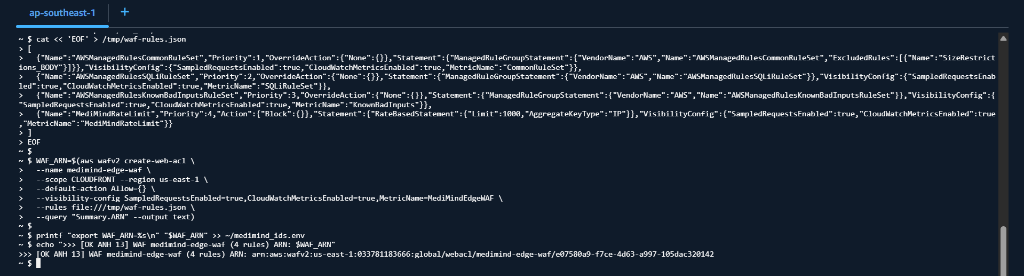 ap-southeast-1 +
~ $ cat << 'EOF' > /tmp/waf-rules.json
> [
>   {"Name":"AWSManagedRulesCommonRuleSet","Priority":1,"OverrideAction":{"None":{}},"Statement":{"ManagedRuleGroupStatement":{"VendorName":"AWS","Name":"AWSManagedRulesCommonRuleSet","ExcludedRules":[{"Name":"SizeRestrict
ions_BODY"}]}},"VisibilityConfig":{"SampledRequestsEnabled":true,"CloudWatchMetricsEnabled":true,"MetricName":"CommonRuleSet"}},
>   {"Name":"AWSManagedRulesSQLiRuleSet","Priority":2,"OverrideAction":{"None":{}},"Statement":{"ManagedRuleGroupStatement":{"VendorName":"AWS","Name":"AWSManagedRulesSQLiRuleSet"}},"VisibilityConfig":{"SampledRequestsEnab
led":true,"CloudWatchMetricsEnabled":true,"MetricName":"SQLiRuleSet"}},
>   {"Name":"AWSManagedRulesKnownBadInputsRuleSet","Priority":3,"OverrideAction":{"None":{}},"Statement":{"ManagedRuleGroupStatement":{"VendorName":"AWS","Name":"AWSManagedRulesKnownBadInputsRuleSet"}},"VisibilityConfig":{
"SampledRequestsEnabled":true,"CloudWatchMetricsEnabled":true,"MetricName":"KnownBadInputs"}},
>   {"Name":"MediMindRateLimit","Priority":4,"Action":{"Block":{}},"Statement":{"RateBasedStatement":{"Limit":1000,"AggregateKeyType":"IP"}},"VisibilityConfig":{"SampledRequestsEnabled":true,"CloudWatchMetricsEnabled":true
,"MetricName":"MediMindRateLimit"}}
> ]
> EOF
~ $
~ $ WAF_ARN=$(aws wafv2 create-web-acl \
>   --name medimind-edge-waf \
>   --scope CLOUDFRONT --region us-east-1 \
>   --default-action Allow={} \
>   --visibility-config SampledRequestsEnabled=true,CloudWatchMetricsEnabled=true,MetricName=MediMindEdgeWAF \
>   --rules file:///tmp/waf-rules.json \
>   --query "Summary.ARN" --output text)
~ $
~ $ printf "export WAF_ARN=%s\n" "$WAF_ARN" >> ~/medimind_ids.env
~ $ echo ">>> [OK ANH 13] WAF medimind-edge-waf (4 rules) ARN: $WAF_ARN"
>>> [OK ANH 13] WAF medimind-edge-waf (4 rules) ARN: arn:aws:wafv2:us-east-1:033781183666:global/webacl/medimind-edge-waf/e07580a9-f7ce-4d63-a997-105dac320142
~ $